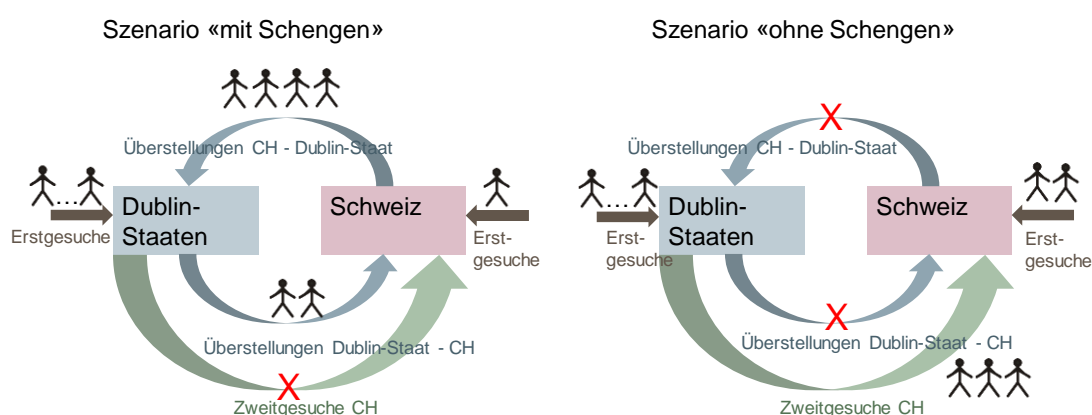 Szenario «mit Schengen»
Überstellungen CH - Dublin-Staat
...
Dublin-
Staaten
Schweiz
Erstgesuche
Erst-
gesuche
Überstellungen Dublin-Staat - CH
X
Zweitgesuche CH
Szenario «ohne Schengen»
X
Überstellungen CH - Dublin-Staat
...
Dublin-
Staaten
Schweiz
Erst-
gesuche
Erst-
gesuche
X
Überstellungen Dublin-Staat - CH
Zweitgesuche CH